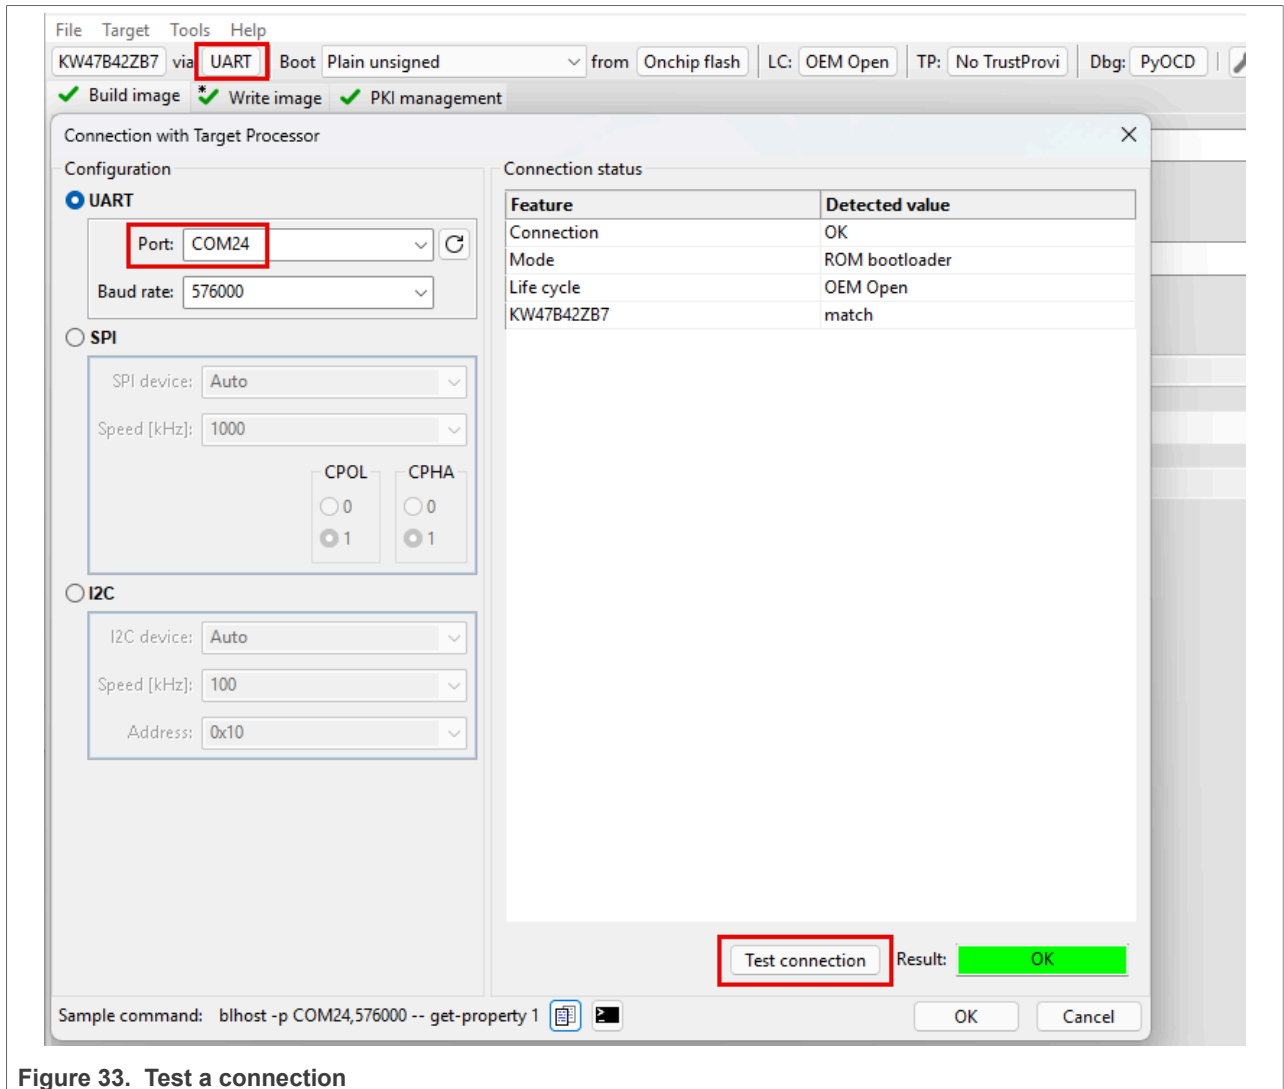 File Target Tools Help
KW47B42ZB7 via UART Boot Plain unsigned from Onchip flash LC: OEM Open TP: No TrustProvi Dbg: PyOCD
Build image * Write image PKI management
Connection with Target Processor
Configuration
UART
Port: COM24
Baud rate: 576000
SPI
SPI device: Auto
Speed [kHz]: 1000
CPOL CPHA
0 0
1 1
I2C
I2C device: Auto
Speed [kHz]: 100
Address: 0x10
Connection status
Feature Detected value
Connection OK
Mode ROM bootloader
Life cycle OEM Open
KW47B42ZB7 match
Test connection Result: OK
Sample command: blhost -p COM24,576000 -- get-property 1
OK Cancel
Figure 33. Test a connection